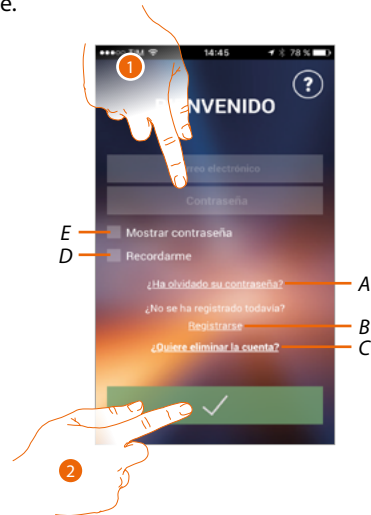 e.
14:45
78 %
1
?
NVENIDO
electrónico
Contraseña
E
Mostrar contraseña
D
Recordarme
¿Ha olvidado su contraseña?
A
¿No se ha registrado todavía?
Registrarse
B
¿Quiere eliminar la cuenta?
C
2